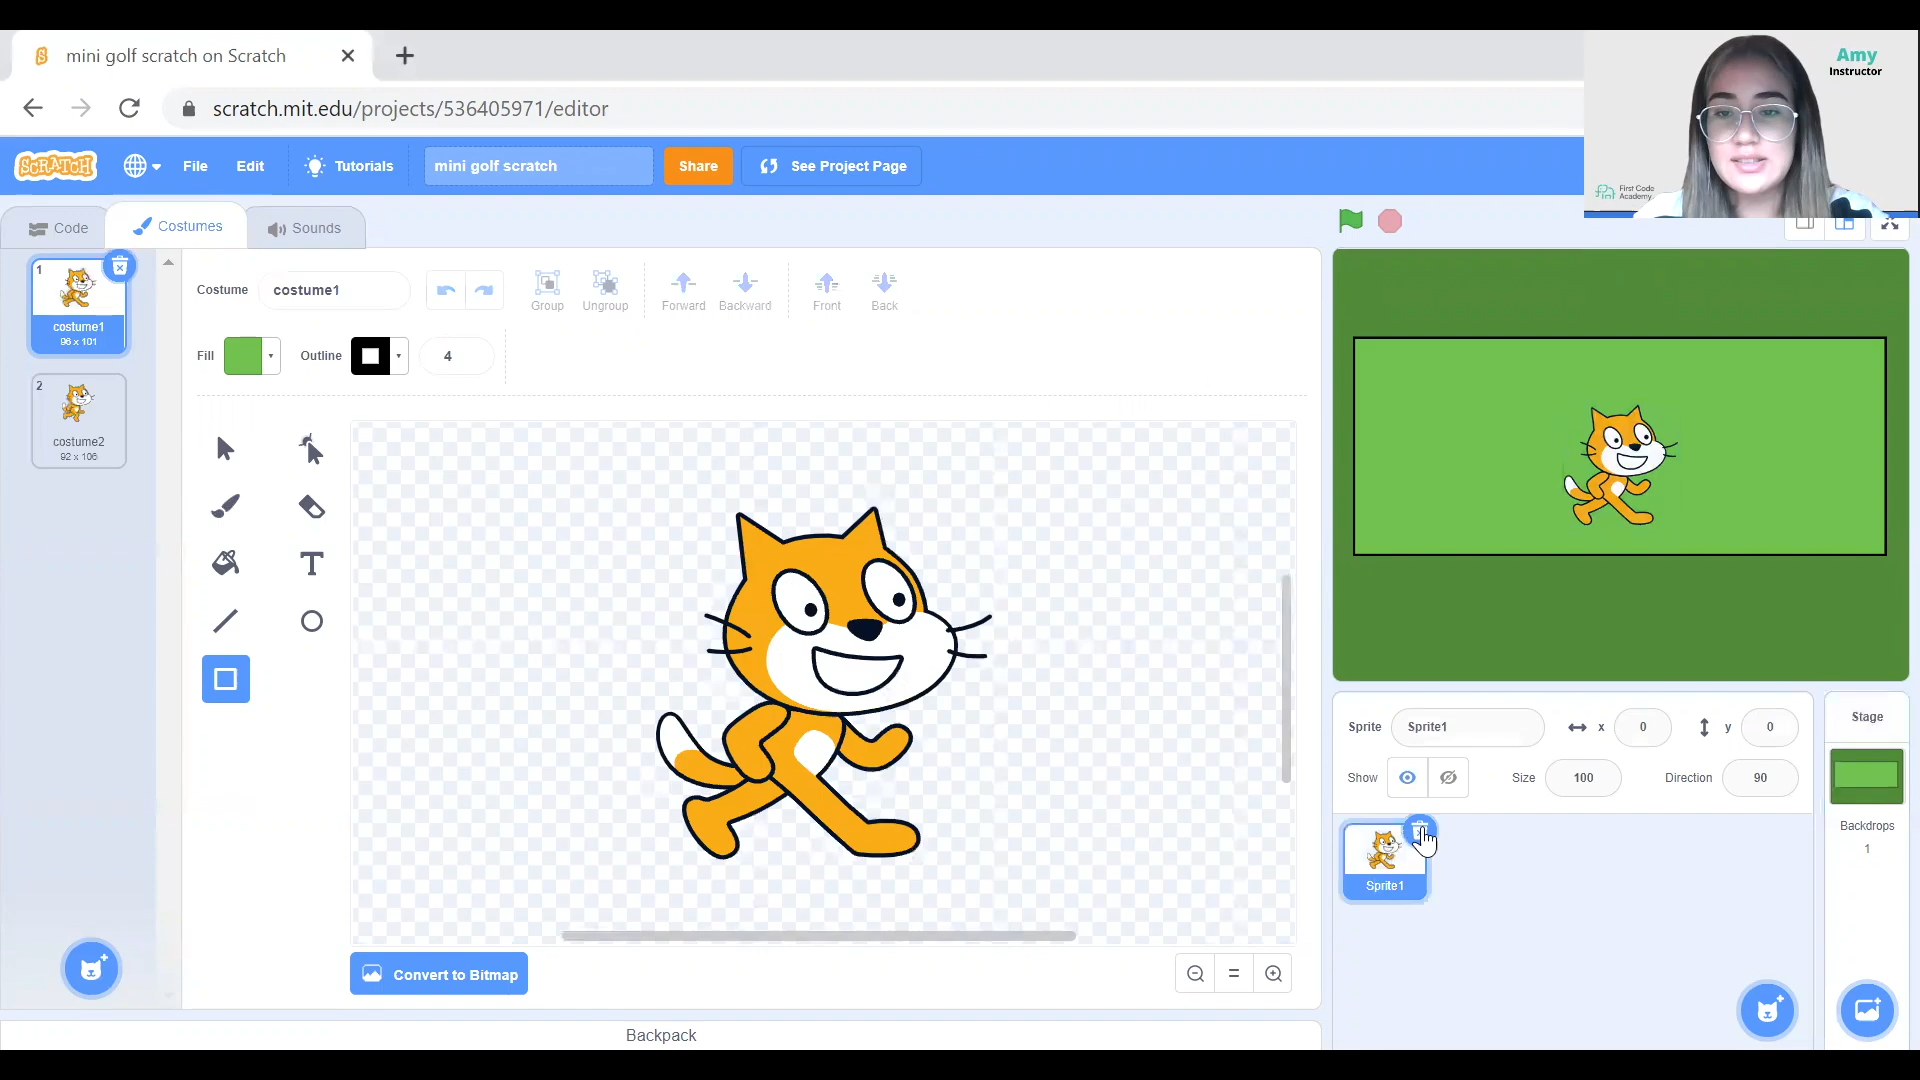 mini golf scratch on Scratch
Amy
Instructor
scratch.mit.edu/projects/536405971/editor
SCRATCH
File
Edit
Tutorials
mini golf scratch
Share
See Project Page
First Code
Academy
Code
Costumes
Sounds
1
costume1
96 x 101
2
costume2
92 x 106
Costume
costume1
Group
Ungroup
Forward
Backward
Front
Back
Fill
Outline
4
T
Convert to Bitmap
Backpack
Sprite
Sprite1
x
0
y
0
Show
Size
100
Direction
90
Sprite1
Stage
Backdrops
1